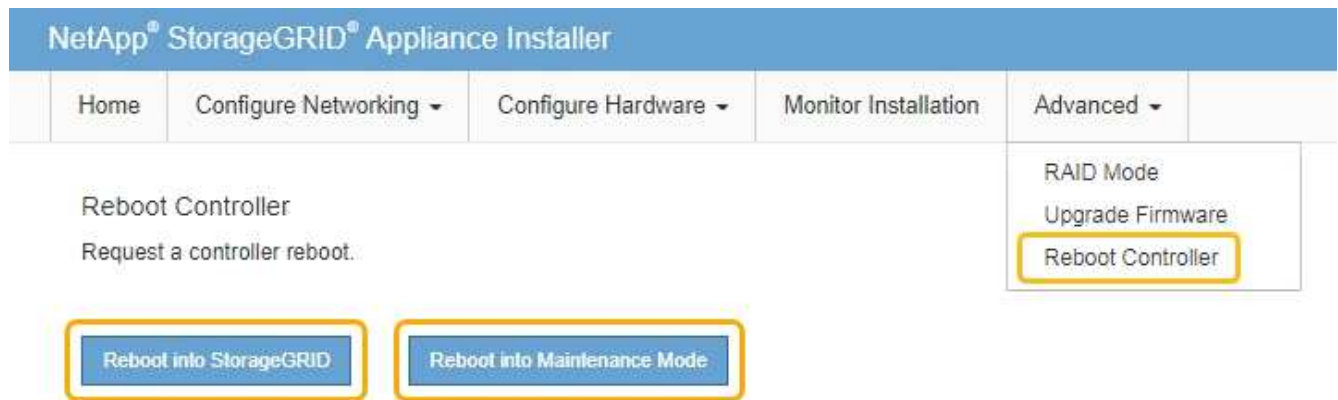 NetApp® StorageGRID® Appliance Installer
Home Configure Networking Configure Hardware Monitor Installation Advanced
RAID Mode
Upgrade Firmware
Reboot Controller
Reboot Controller
Request a controller reboot.
Reboot into StorageGRID Reboot into Maintenance Mode